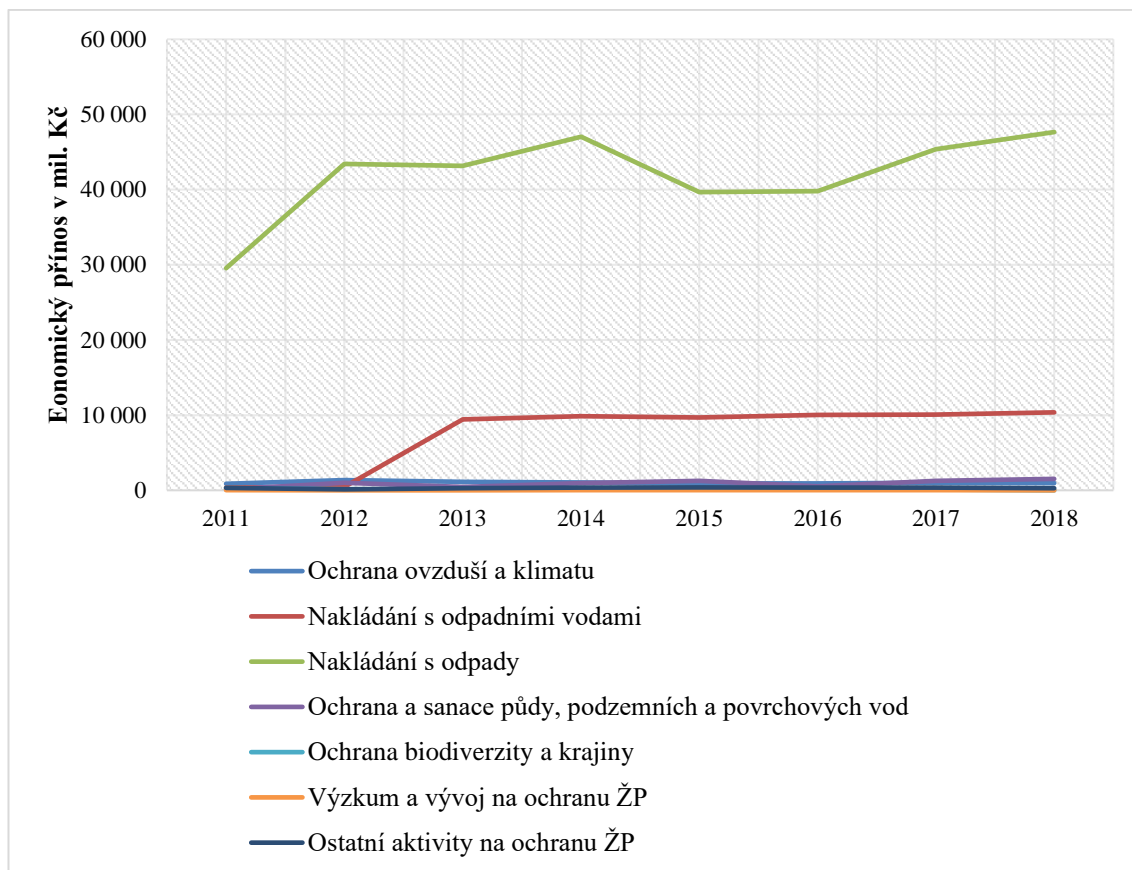 Eonomický přínos v mil. Kč
60 000
50 000
40 000
30 000
20 000
10 000
0
2011 2012 2013 2014 2015 2016 2017 2018
Ochrana ovzduší a klimatu
Nakládání s odpadními vodami
Nakládání s odpady
Ochrana a sanace půdy, podzemních a povrchových vod
Ochrana biodiverzity a krajiny
Výzkum a vývoj na ochranu ŽP
Ostatní aktivity na ochranu ŽP